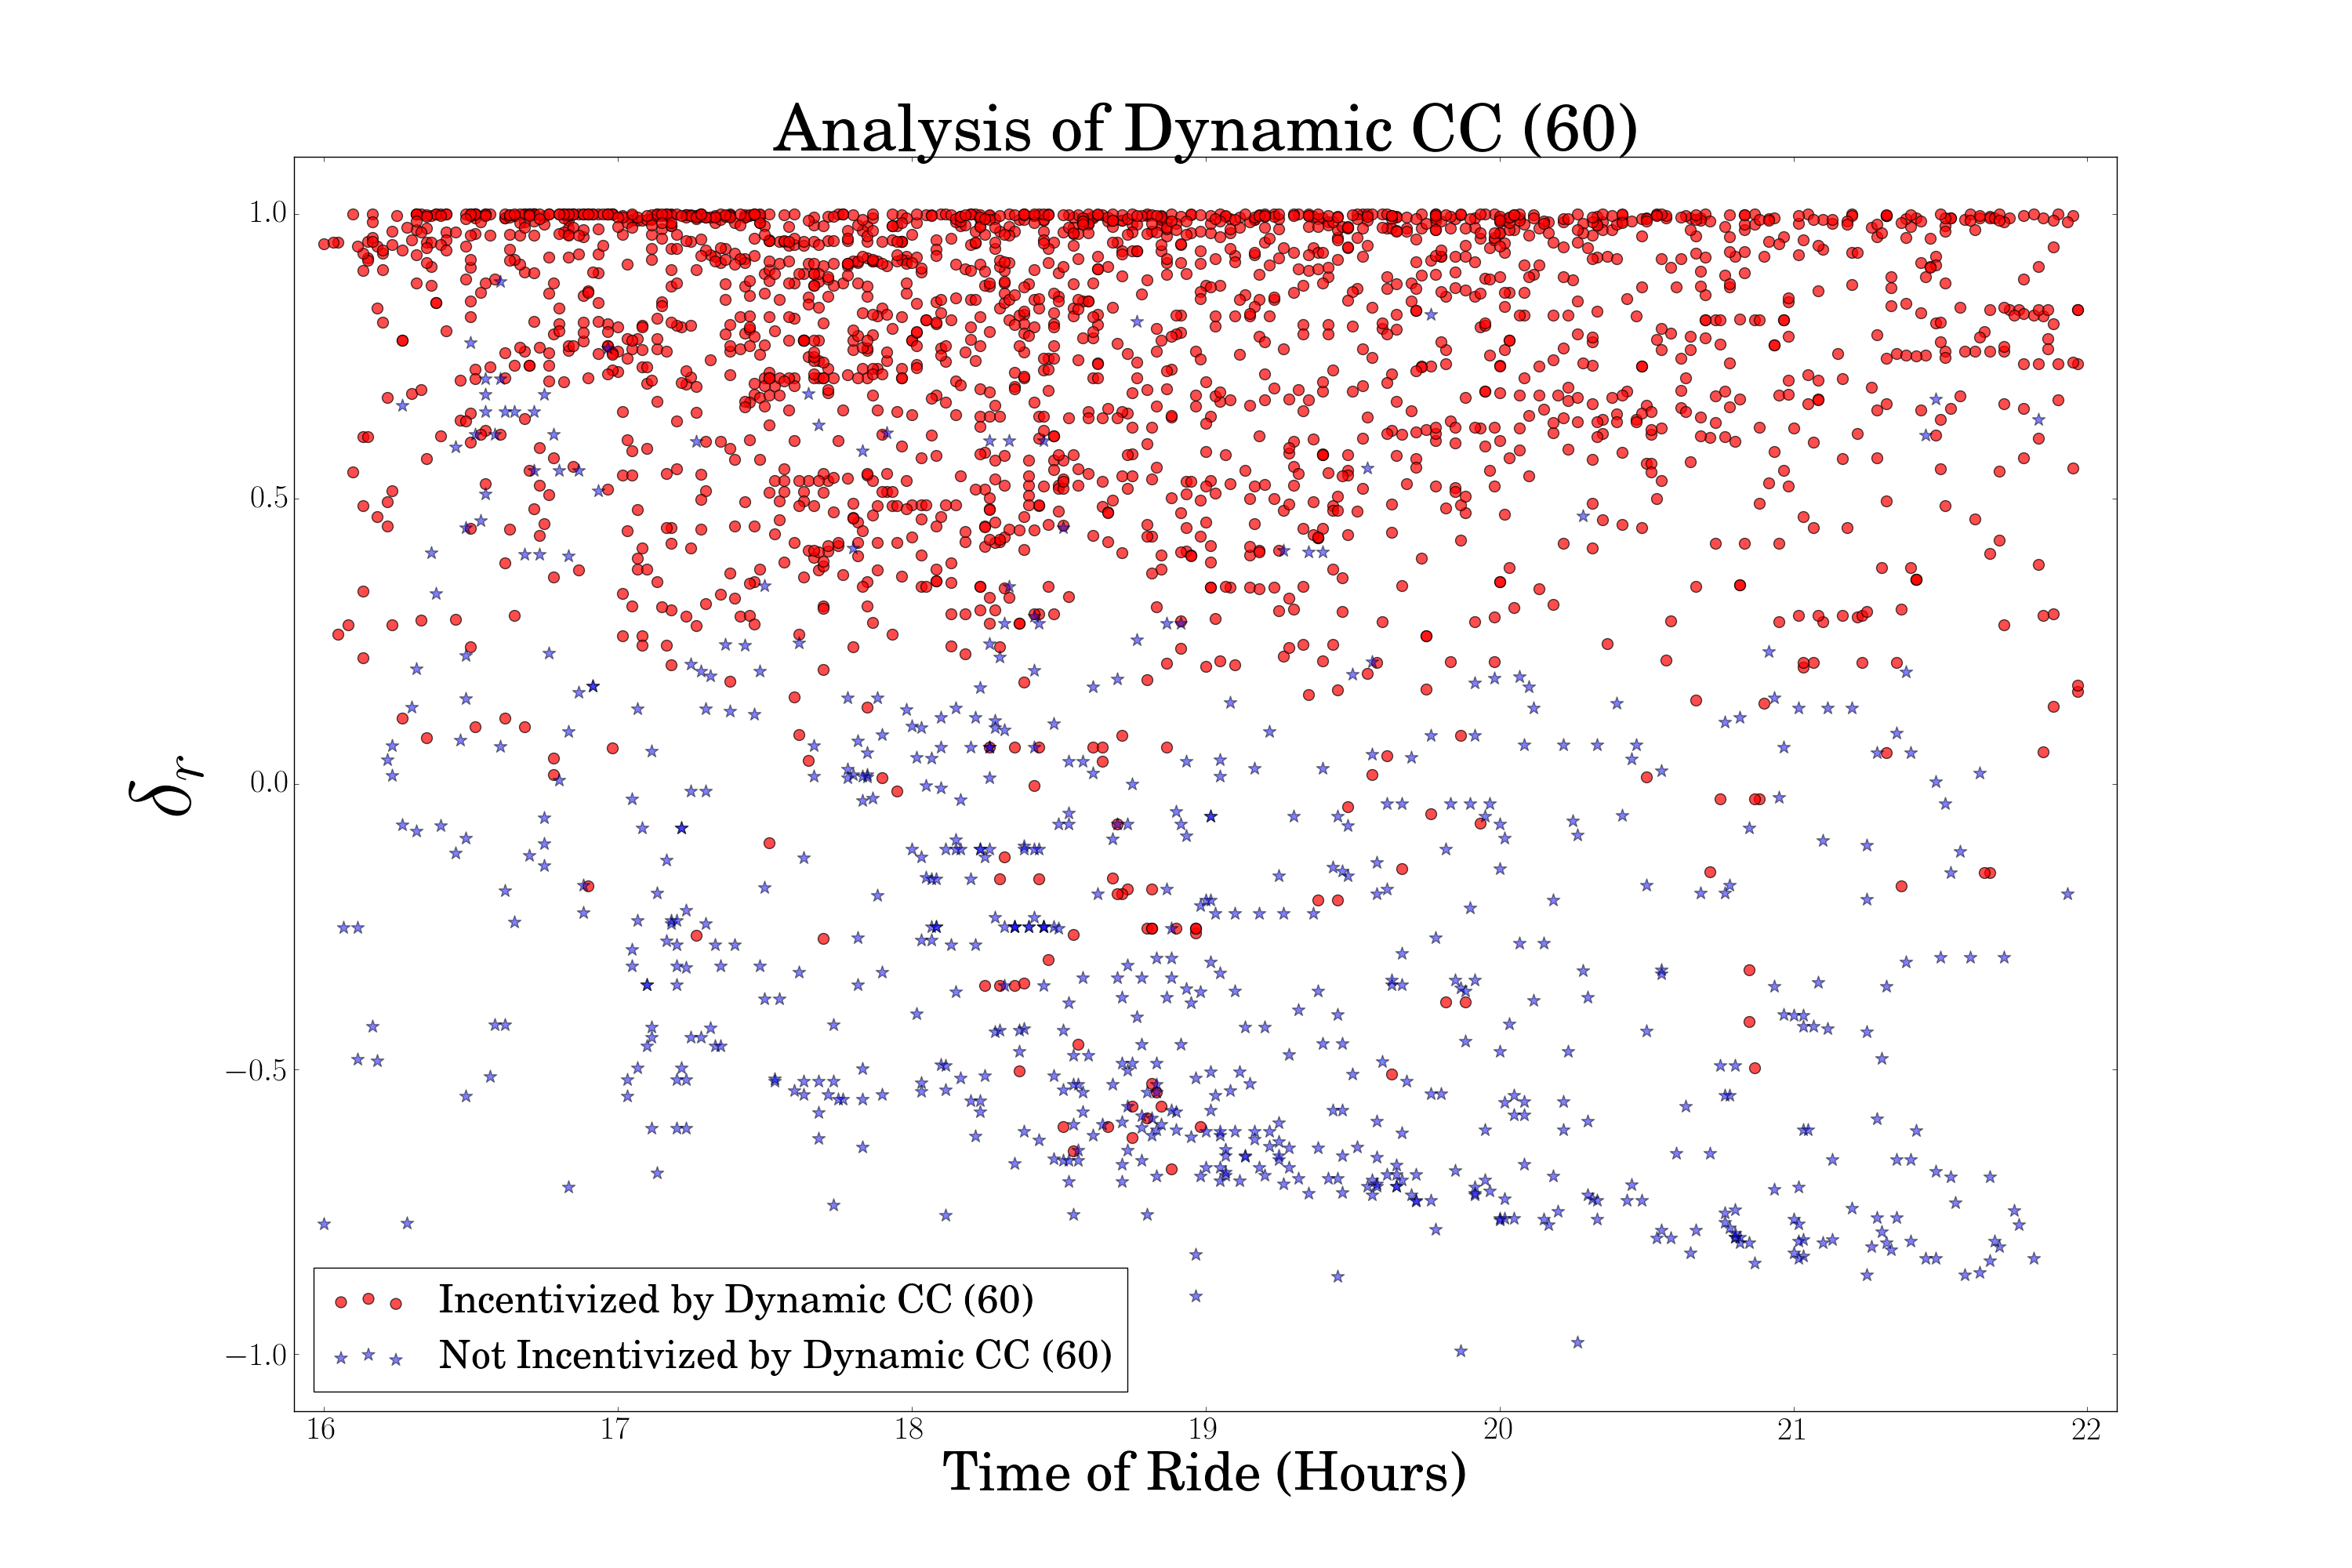 Analysis of Dynamic CC (60)
1.0
0.5
0.0
−0.5
−1.0
δr
Incentivized by Dynamic CC (60)
Not Incentivized by Dynamic CC (60)
16 17 18 19 20 21 22
Time of Ride (Hours)